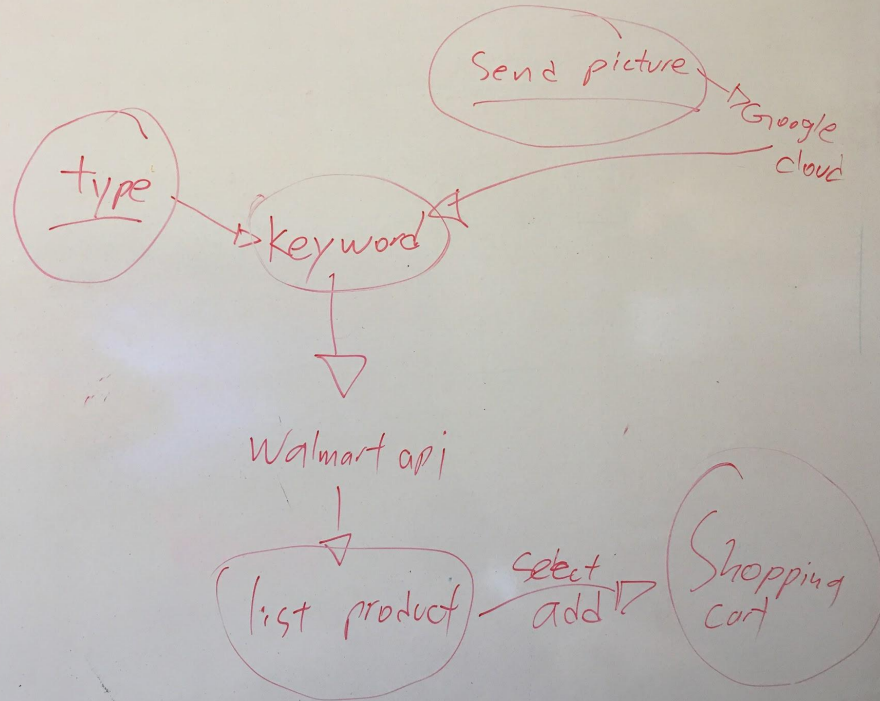 Send picture
Google
cloud
type
keyword
Walmart api
list product
select
add
Shopping
cart